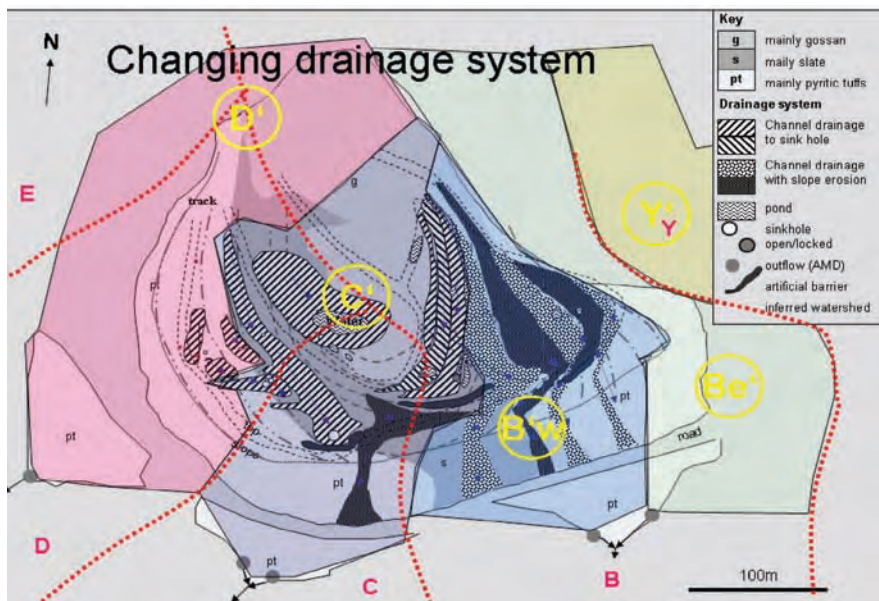 Changing drainage system
N
Key
g mainly gossan
s maily slate
pt mainly pyritic tuffs
Drainage system
Channel drainage
to sink hole
Channel drainage
with slope erosion
pond
sinkhole
open/locked
outflow (AMD)
artificial barrier
inferred watershed
D'
E
track
g
Y'
Y
C'
pt
s
Be'
pt
B'w'
pt
road
slope
s
pt
pt
D
pt
C
B
100m